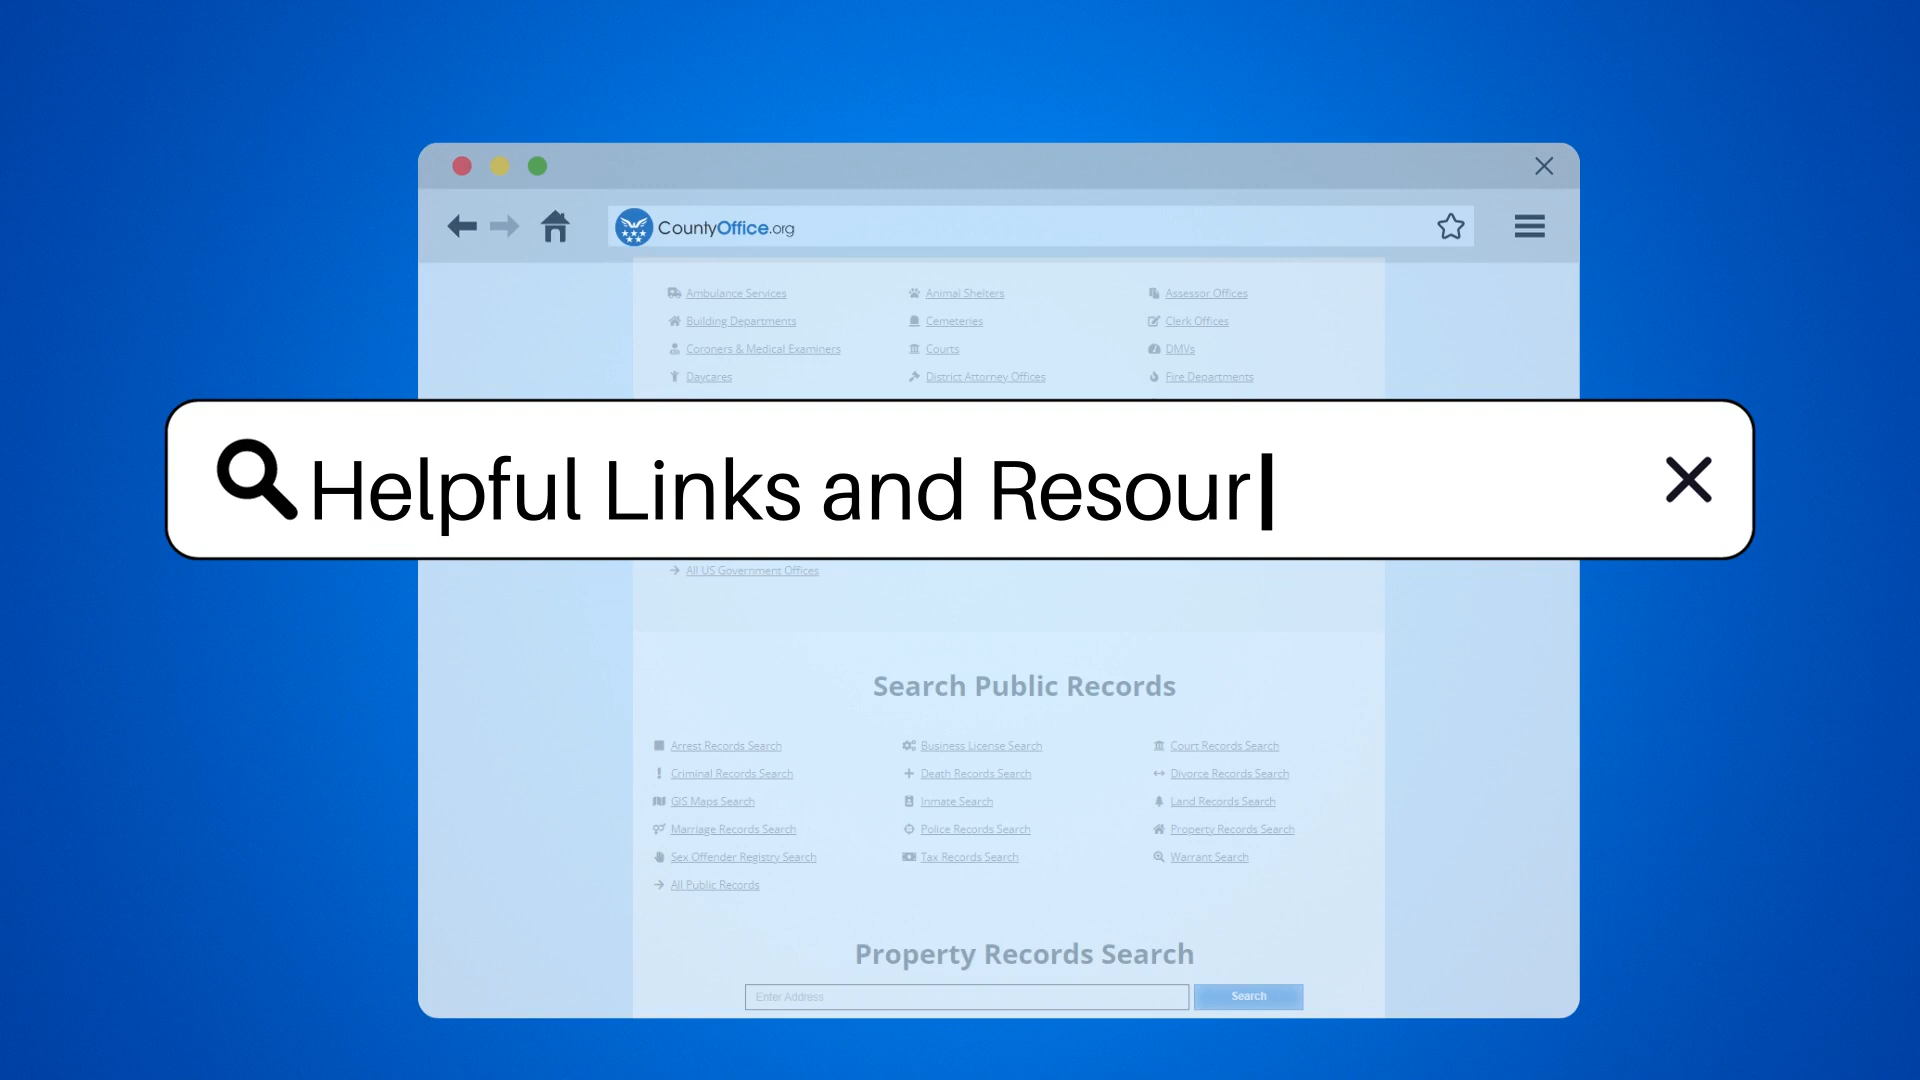 CountyOffice.org
Ambulance Services Animal Shelters Assessor Offices
Building Departments Cemeteries Clerk Offices
Coroners & Medical Examiners Courts DMVs
Daycares District Attorney Offices Fire Departments
Helpful Links and Resour
All US Government Offices
Search Public Records
Arrest Records Search Business License Search Court Records Search
Criminal Records Search Death Records Search Divorce Records Search
GIS Maps Search Inmate Search Land Records Search
Marriage Records Search Police Records Search Property Records Search
Sex Offender Registry Search Tax Records Search Warrant Search
All Public Records
Property Records Search
Enter Address Search